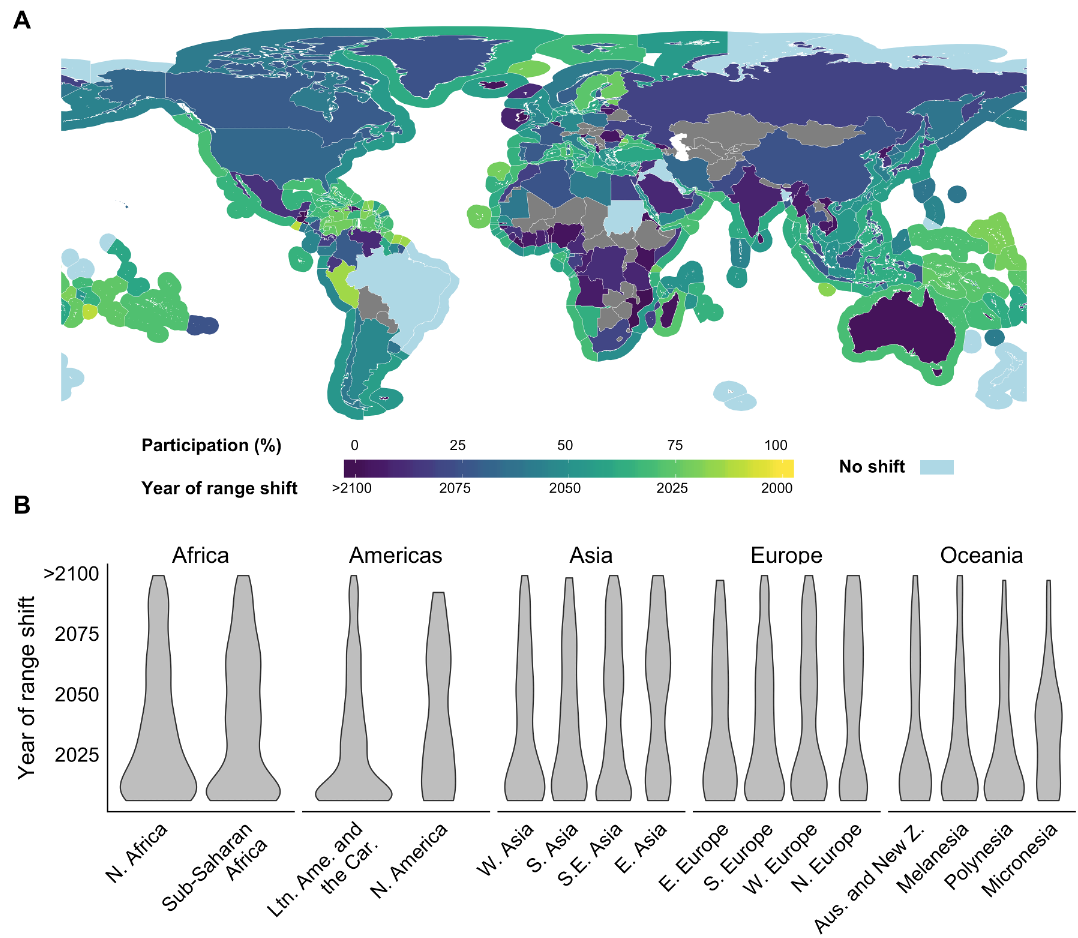 A
Participation (%)
0 25 50 75 100
Year of range shift
>2100 2075 2050 2025 2000
No shift
B
Africa Americas Asia Europe Oceania
Year of range shift
>2100
2075
2050
2025
N. Africa
Sub-Saharan
Africa
Ltn. Ame. and
the Car.
N. America
W. Asia
S. Asia
S.E. Asia
E. Asia
E. Europe
S. Europe
W. Europe
N. Europe
Aus. and New Z.
Melanesia
Polynesia
Micronesia